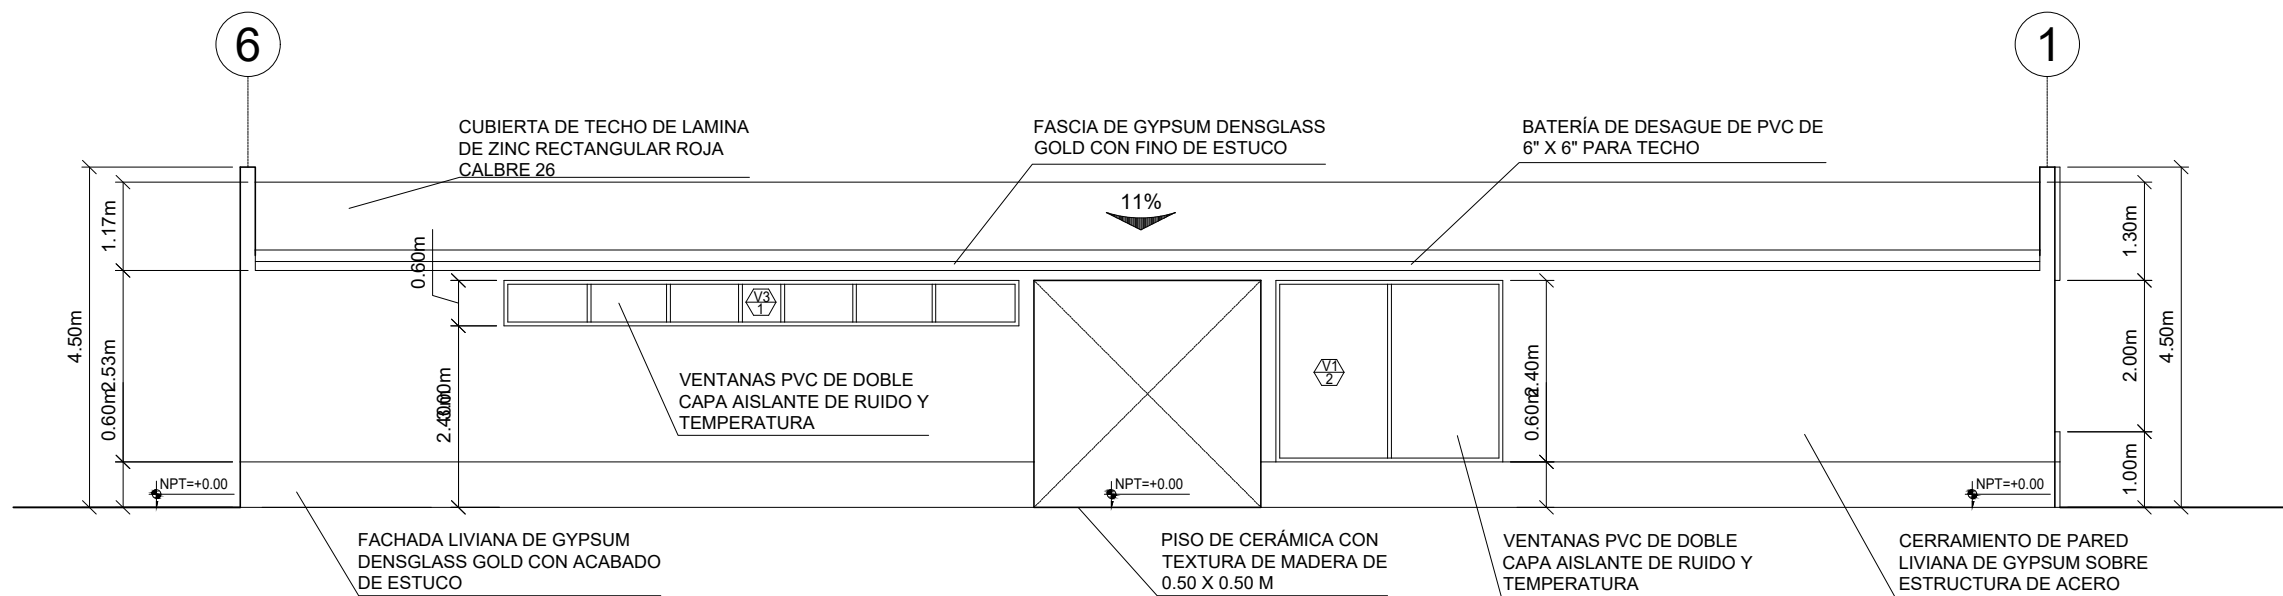 6
1
CUBIERTA DE TECHO DE LAMINA
DE ZINC RECTANGULAR ROJA
CALBRE 26
FASCIA DE GYPSUM DENSGLASS
GOLD CON FINO DE ESTUCO
BATERÍA DE DESAGUE DE PVC DE
6" X 6" PARA TECHO
11%
4.50m
1.17m
2.53m
0.60m
0.60m
V3
1
VENTANAS PVC DE DOBLE
CAPA AISLANTE DE RUIDO Y
TEMPERATURA
V1
2
2.40m
0.60m
1.30m
2.00m
1.00m
4.50m
NPT=+0.00
NPT=+0.00
NPT=+0.00
FACHADA LIVIANA DE GYPSUM
DENSGLASS GOLD CON ACABADO
DE ESTUCO
PISO DE CERÁMICA CON
TEXTURA DE MADERA DE
0.50 X 0.50 M
VENTANAS PVC DE DOBLE
CAPA AISLANTE DE RUIDO Y
TEMPERATURA
CERRAMIENTO DE PARED
LIVIANA DE GYPSUM SOBRE
ESTRUCTURA DE ACERO